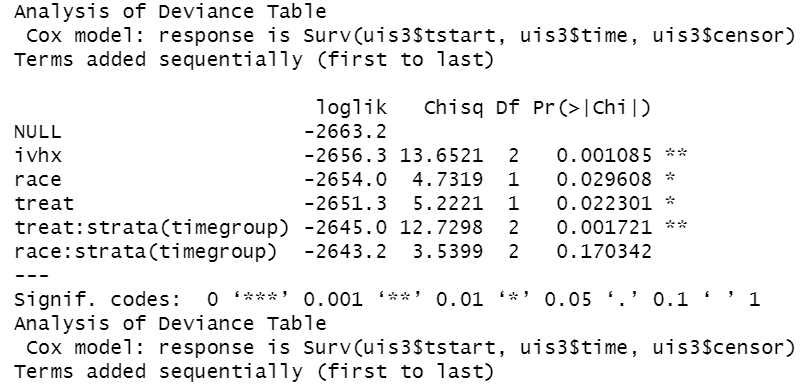 Analysis of Deviance Table
 Cox model: response is Surv(uis3$tstart, uis3$time, uis3$censor)
Terms added sequentially (first to last)

                          loglik   Chisq Df Pr(>|Chi|)
NULL                     -2663.2
ivhx                     -2656.3 13.6521  2   0.001085 **
race                     -2654.0  4.7319  1   0.029608 *
treat                    -2651.3  5.2221  1   0.022301 *
treat:strata(timegroup)  -2645.0 12.7298  2   0.001721 **
race:strata(timegroup)   -2643.2  3.5399  2   0.170342
---
Signif. codes:  0 ‘***’ 0.001 ‘**’ 0.01 ‘*’ 0.05 ‘.’ 0.1 ‘ ’ 1
Analysis of Deviance Table
 Cox model: response is Surv(uis3$tstart, uis3$time, uis3$censor)
Terms added sequentially (first to last)